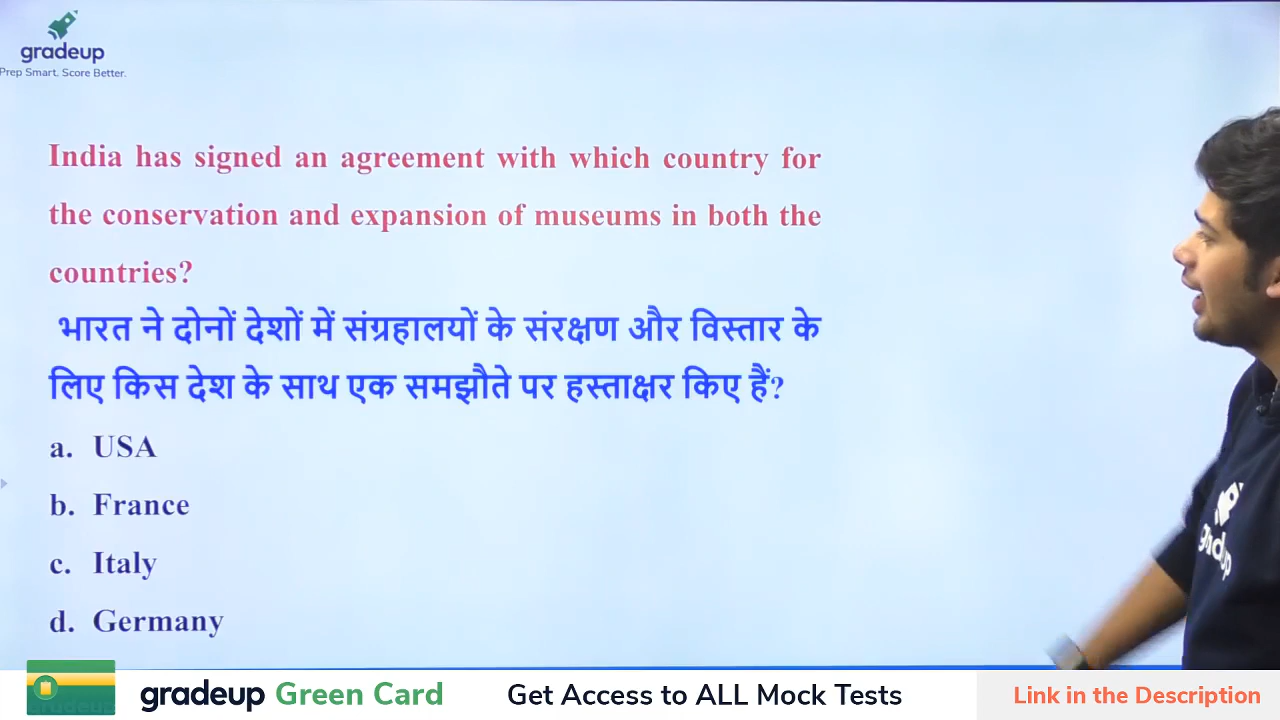 gradeup
Prep Smart. Score Better.
India has signed an agreement with which country for
the conservation and expansion of museums in both the
countries?
भारत ने दोनों देशों में संग्रहालयों के संरक्षण और विस्तार के
लिए किस देश के साथ एक समझौते पर हस्ताक्षर किए हैं?
a. USA
b. France
c. Italy
d. Germany
gradeup
gradeup Green Card
Get Access to ALL Mock Tests
Link in the Description